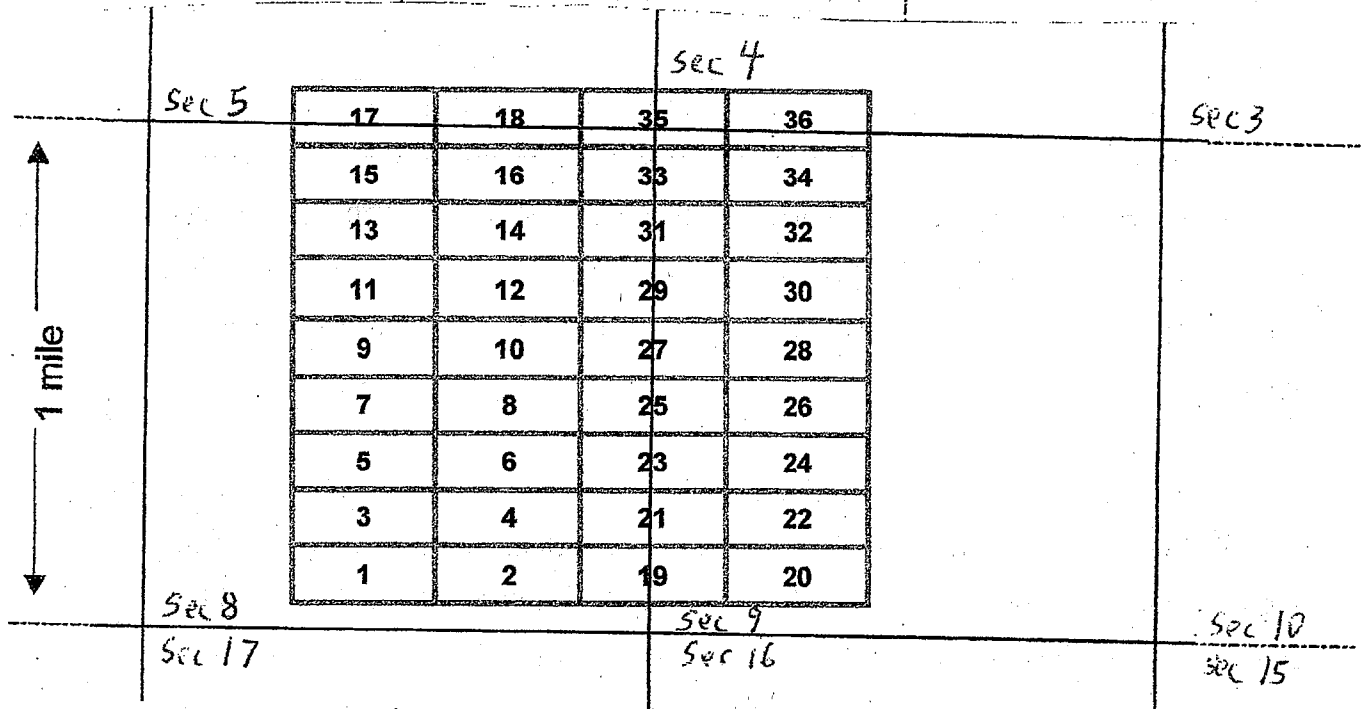 Sec 4
Sec 5
17 18 35 36
Sec 3
15 16 33 34
13 14 31 32
11 12 29 30
1 mile
9 10 27 28
7 8 25 26
5 6 23 24
3 4 21 22
1 2 19 20
Sec 8
Sec 9
Sec 10
Sec 17
Sec 16
Sec 15